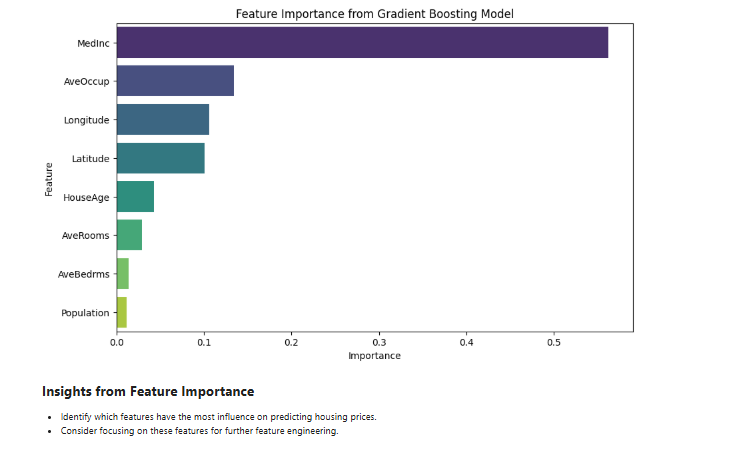 Feature Importance from Gradient Boosting Model
MedInc
AveOccup
Longitude
Latitude
HouseAge
AveRooms
AveBedrms
Population
Feature
0.0 0.1 0.2 0.3 0.4 0.5
Importance
Insights from Feature Importance
• Identify which features have the most influence on predicting housing prices.
• Consider focusing on these features for further feature engineering.